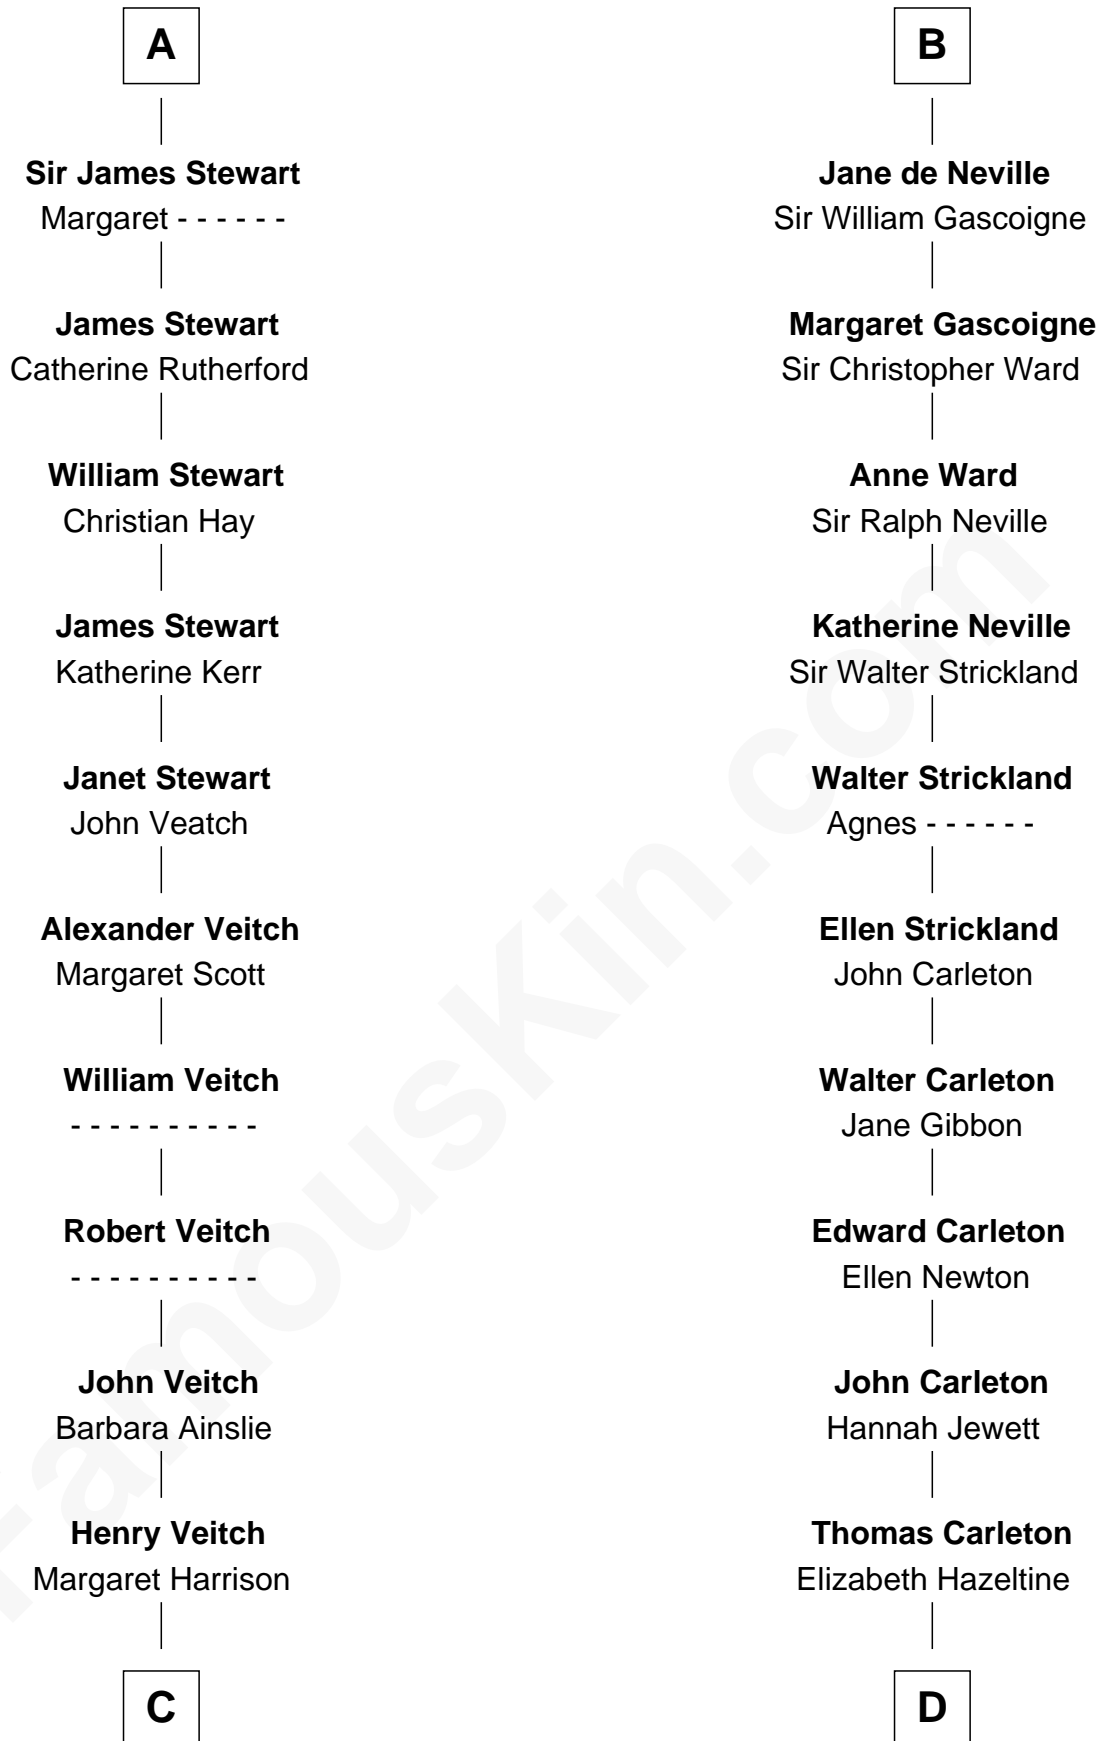 A
Sir James Stewart
Margaret - - - - - -
James Stewart
Catherine Rutherford
William Stewart
Christian Hay
James Stewart
Katherine Kerr
Janet Stewart
John Veatch
Alexander Veitch
Margaret Scott
William Veitch
- - - - - - - - - -
Robert Veitch
- - - - - - - - - -
John Veitch
Barbara Ainslie
Henry Veitch
Margaret Harrison
C
B
Jane de Neville
Sir William Gascoigne
Margaret Gascoigne
Sir Christopher Ward
Anne Ward
Sir Ralph Neville
Katherine Neville
Sir Walter Strickland
Walter Strickland
Agnes - - - - - -
Ellen Strickland
John Carleton
Walter Carleton
Jane Gibbon
Edward Carleton
Ellen Newton
John Carleton
Hannah Jewett
Thomas Carleton
Elizabeth Hazeltine
D
FamousKin.com